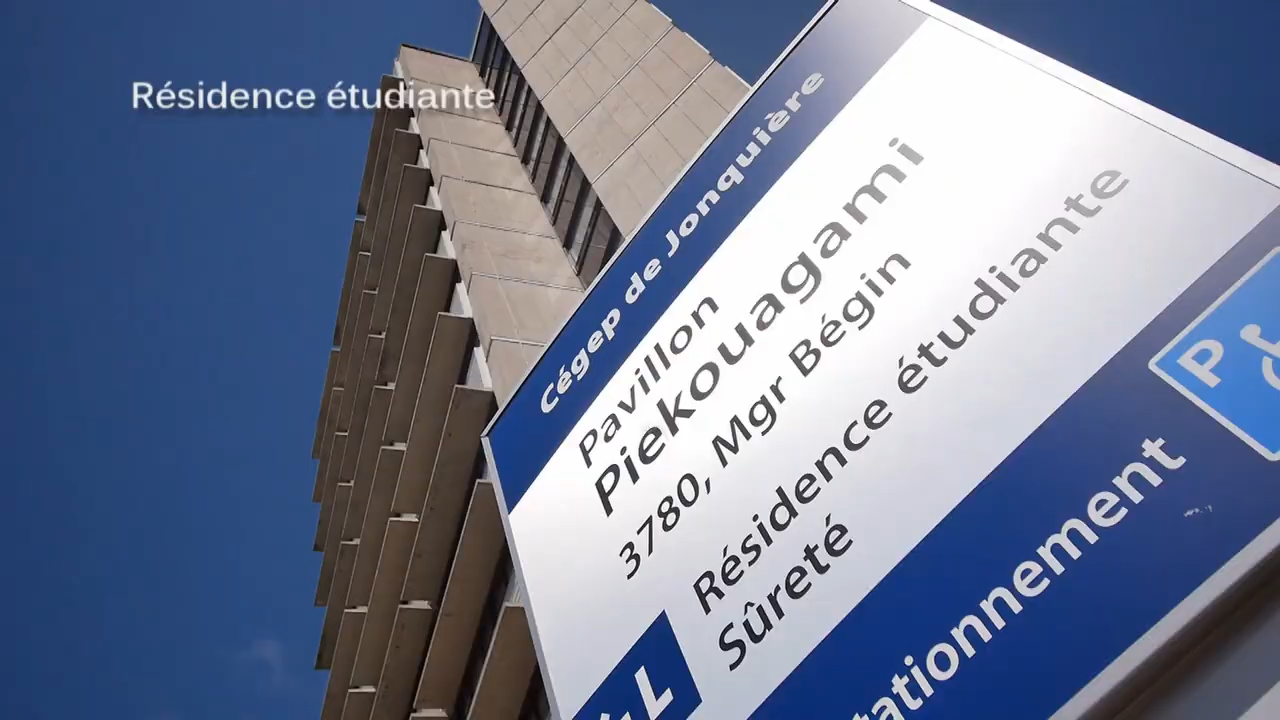 Résidence étudiante
Cégep de Jonquière
Pavillon
Piekouagami
3780, Mgr Bégin
Résidence étudiante
Sûreté
P